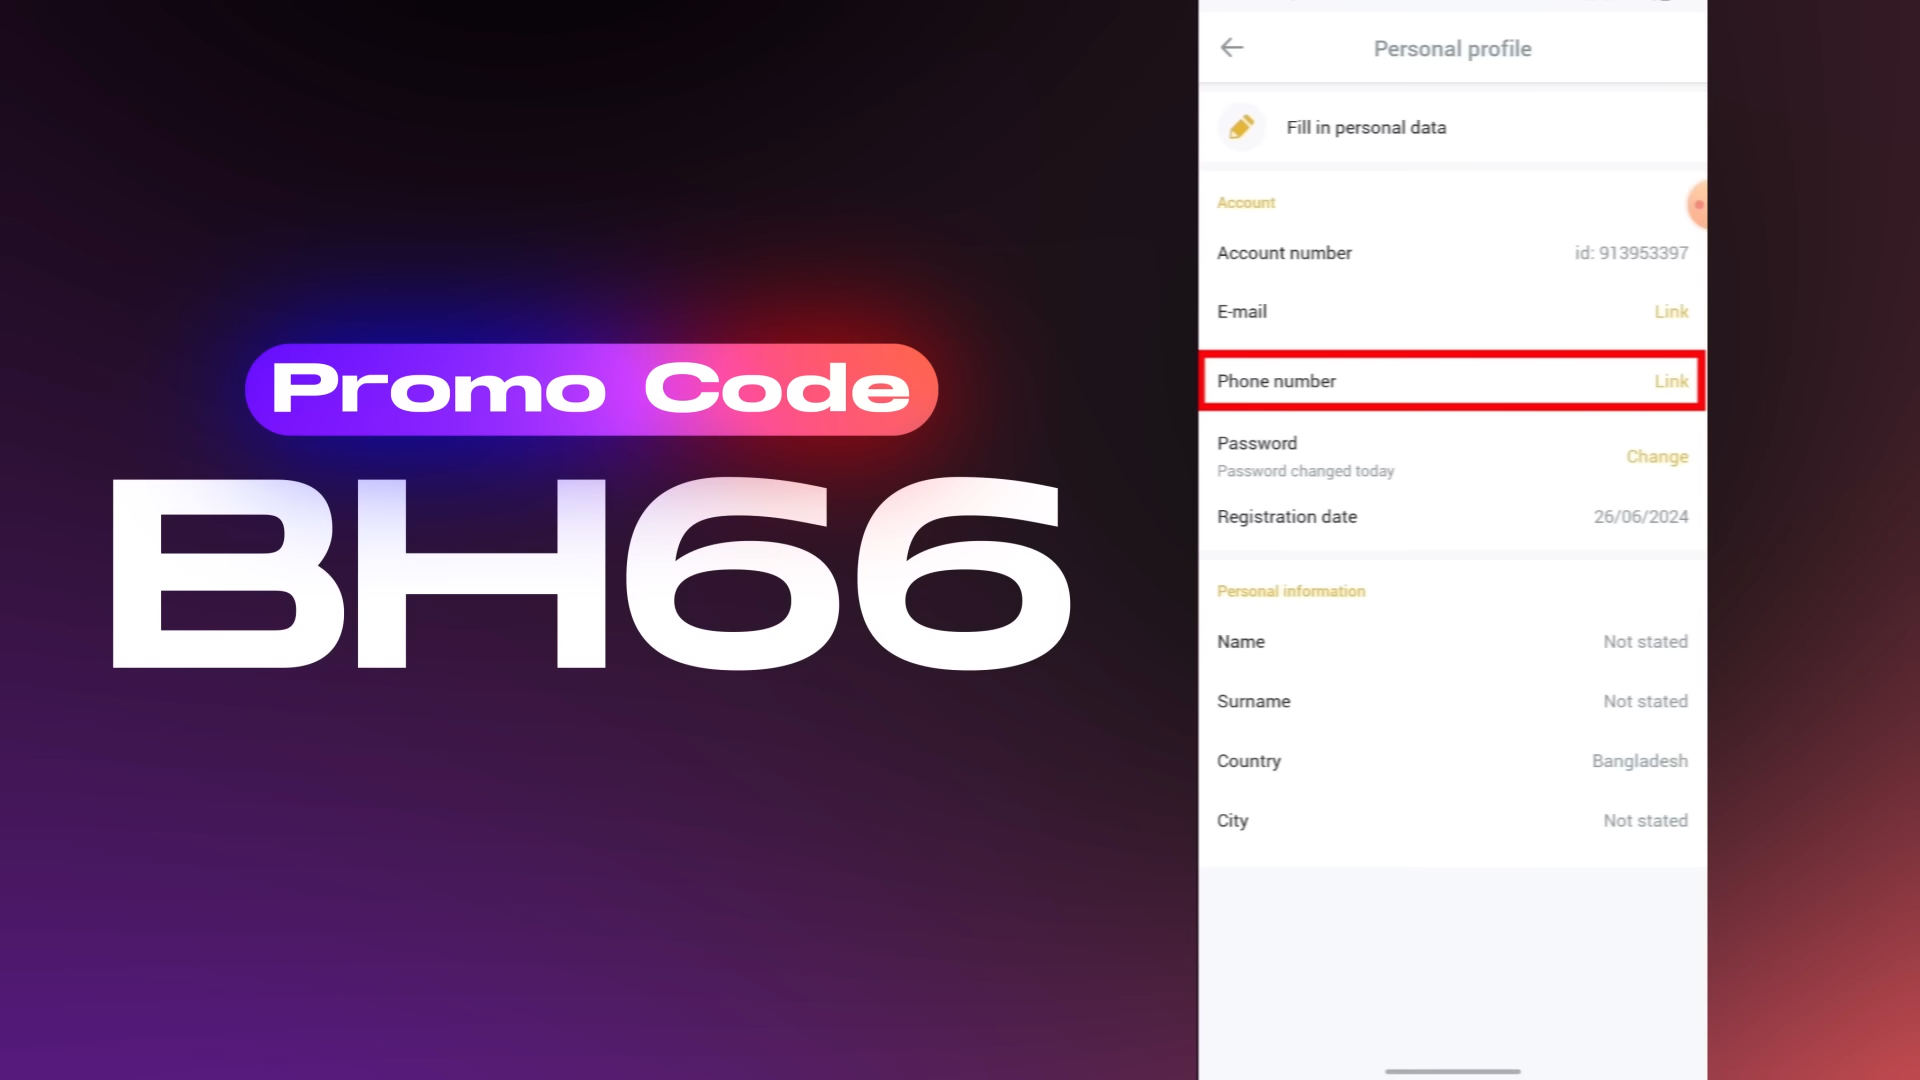 Promo Code
BH66
Personal profile
Fill in personal data
Account
Account number id: 913953397
E-mail Link
Phone number Link
Password Change
Password changed today
Registration date 26/06/2024
Personal information
Name Not stated
Surname Not stated
Country Bangladesh
City Not stated